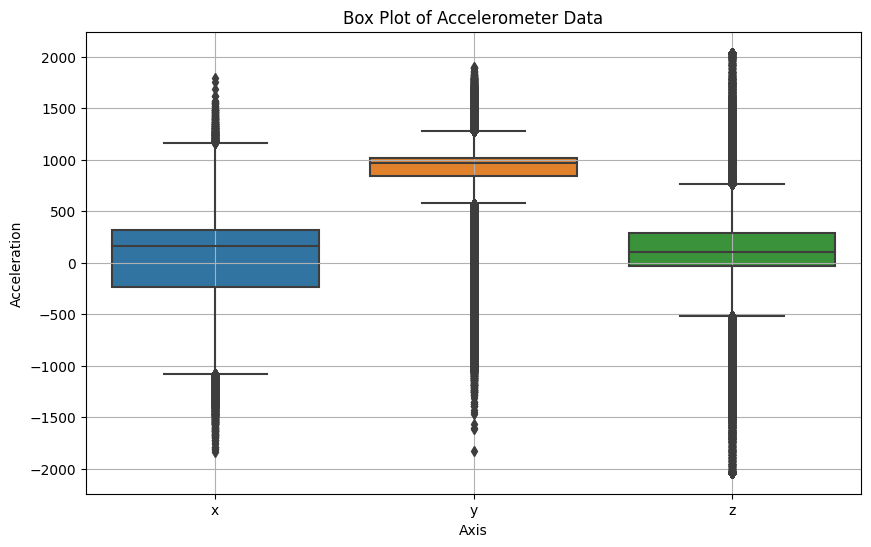 Box Plot of Accelerometer Data
Acceleration
2000
1500
1000
500
0
−500
−1000
−1500
−2000
x
y
z
Axis